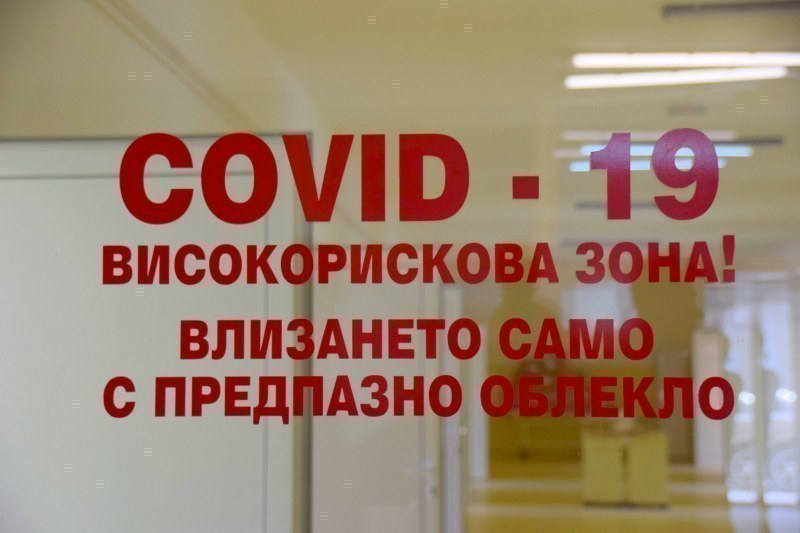 COVID - 19
ВИСОКОРИСКОВА ЗОНА!
ВЛИЗАНЕТО САМО
С ПРЕДПАЗНО ОБЛЕКЛО